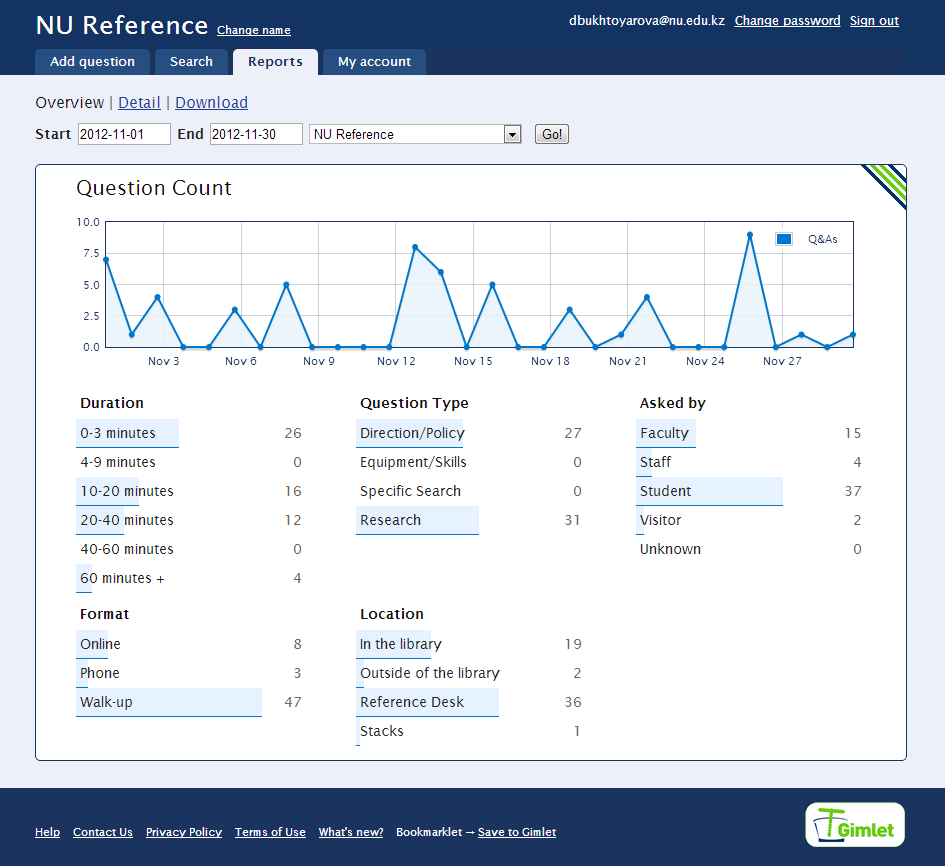 NU Reference Change name
dbukhtoyarova@nu.edu.kz Change password Sign out
Add question Search Reports My account
Overview | Detail | Download
Start 2012-11-01 End 2012-11-30 NU Reference Go!
Question Count
10.0
7.5
5.0
2.5
0.0
Q&As
Nov 3 Nov 6 Nov 9 Nov 12 Nov 15 Nov 18 Nov 21 Nov 24 Nov 27
Duration
0-3 minutes 26
4-9 minutes 0
10-20 minutes 16
20-40 minutes 12
40-60 minutes 0
60 minutes + 4
Question Type
Direction/Policy 27
Equipment/Skills 0
Specific Search 0
Research 31
Asked by
Faculty 15
Staff 4
Student 37
Visitor 2
Unknown 0
Format
Online 8
Phone 3
Walk-up 47
Location
In the library 19
Outside of the library 2
Reference Desk 36
Stacks 1
Help Contact Us Privacy Policy Terms of Use What's new? Bookmarklet → Save to Gimlet
Gimlet